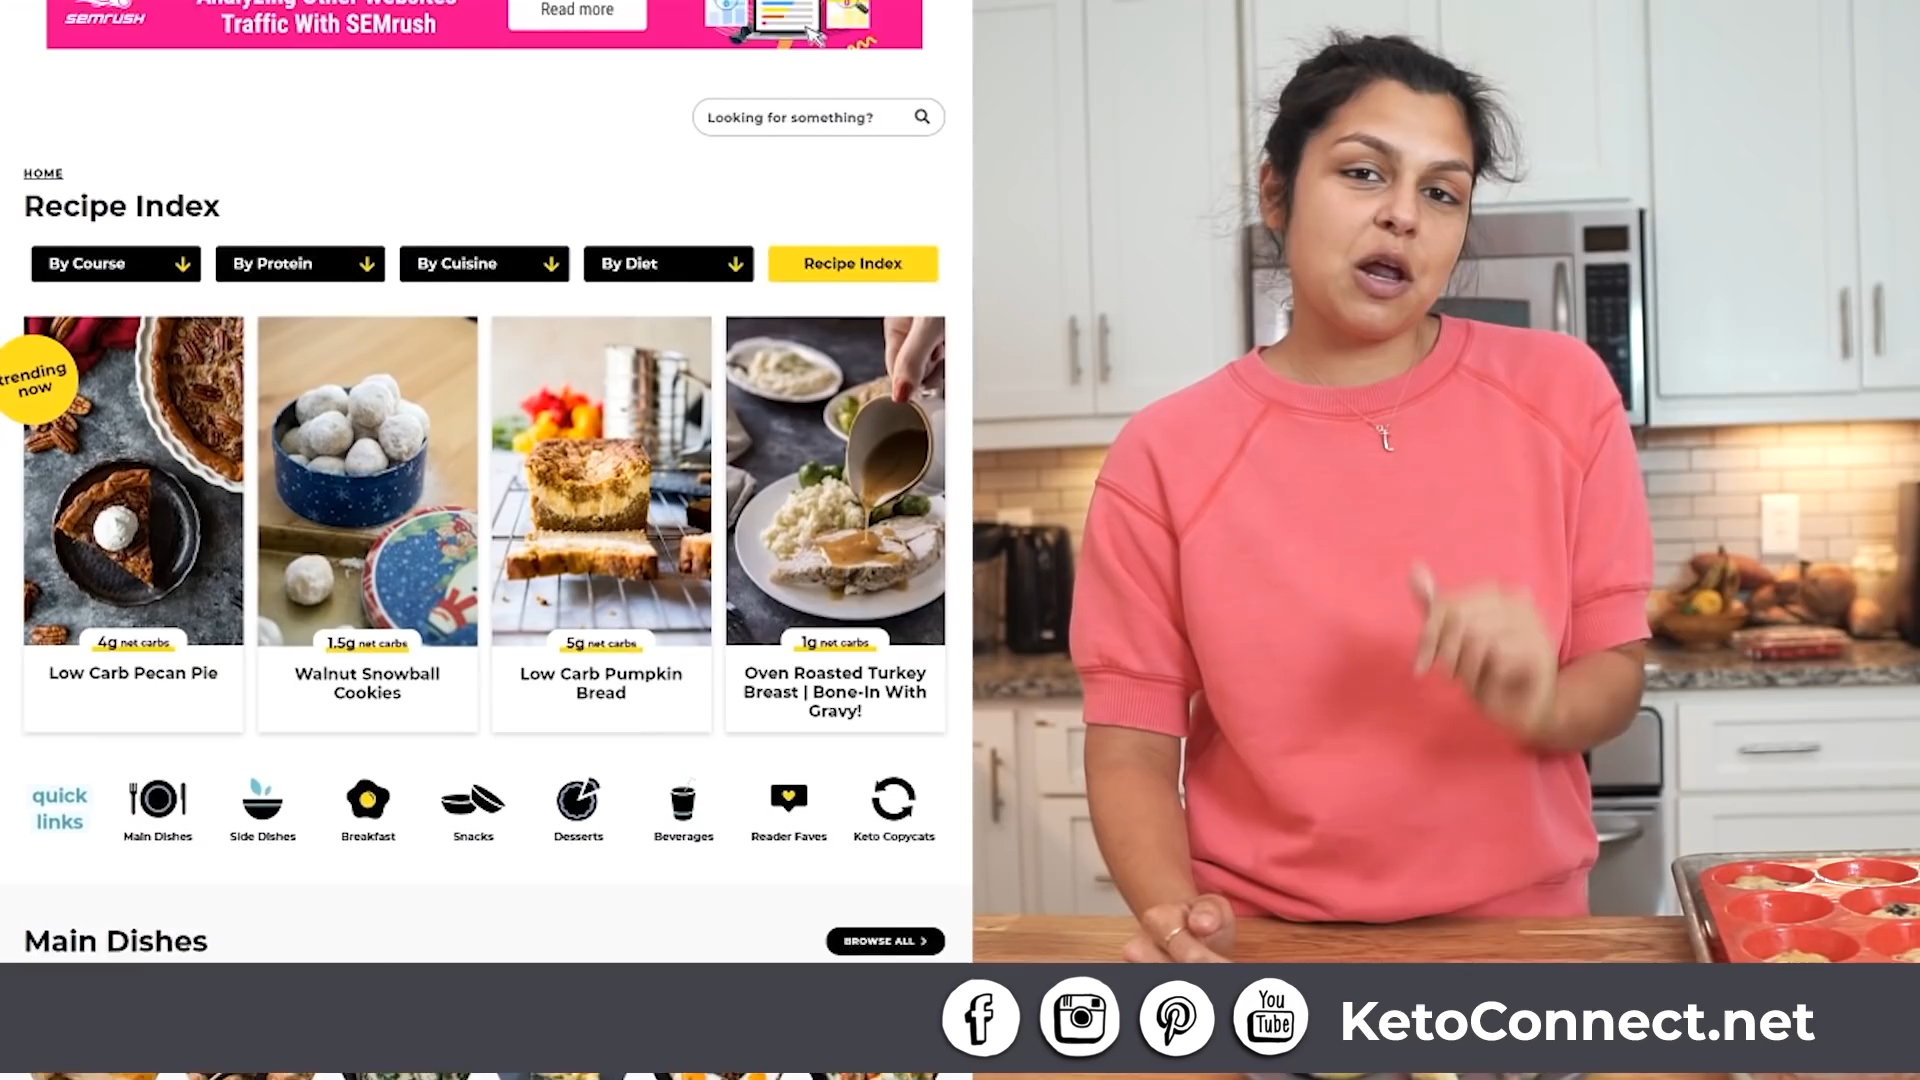 Analyzing Other Websites
Traffic With SEMrush
SEMRUSH
Read more
Looking for something?
HOME
Recipe Index
By Course
By Protein
By Cuisine
By Diet
Recipe Index
trending
now
4g net carbs
Low Carb Pecan Pie
1.5g net carbs
Walnut Snowball
Cookies
5g net carbs
Low Carb Pumpkin
Bread
1g net carbs
Oven Roasted Turkey
Breast | Bone-In With
Gravy!
quick
links
Main Dishes
Side Dishes
Breakfast
Snacks
Desserts
Beverages
Reader Faves
Keto Copycats
Main Dishes
BROWSE ALL
t
f
You
Tube
KetoConnect.net